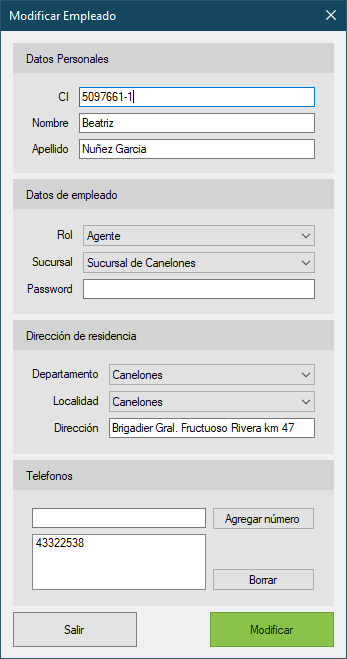 Modificar Empleado
Datos Personales
CI 5097661-1
Nombre Beatriz
Apellido Nuñez Garcia
Datos de empleado
Rol Agente
Sucursal Sucursal de Canelones
Password
Dirección de residencia
Departamento Canelones
Localidad Canelones
Dirección Brigadier Gral. Fructuoso Rivera km 47
Telefonos
Agregar número
43322538
Borrar
Salir Modificar